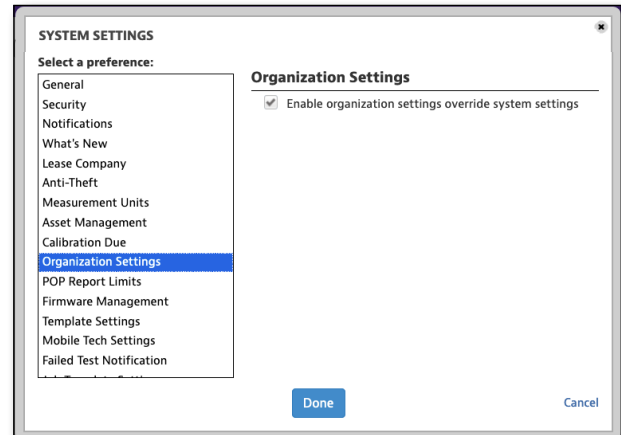 SYSTEM SETTINGS
Select a preference:
General
Security
Notifications
What's New
Lease Company
Anti-Theft
Measurement Units
Asset Management
Calibration Due
Organization Settings
POP Report Limits
Firmware Management
Template Settings
Mobile Tech Settings
Failed Test Notification
Organization Settings
Enable organization settings override system settings
Done
Cancel